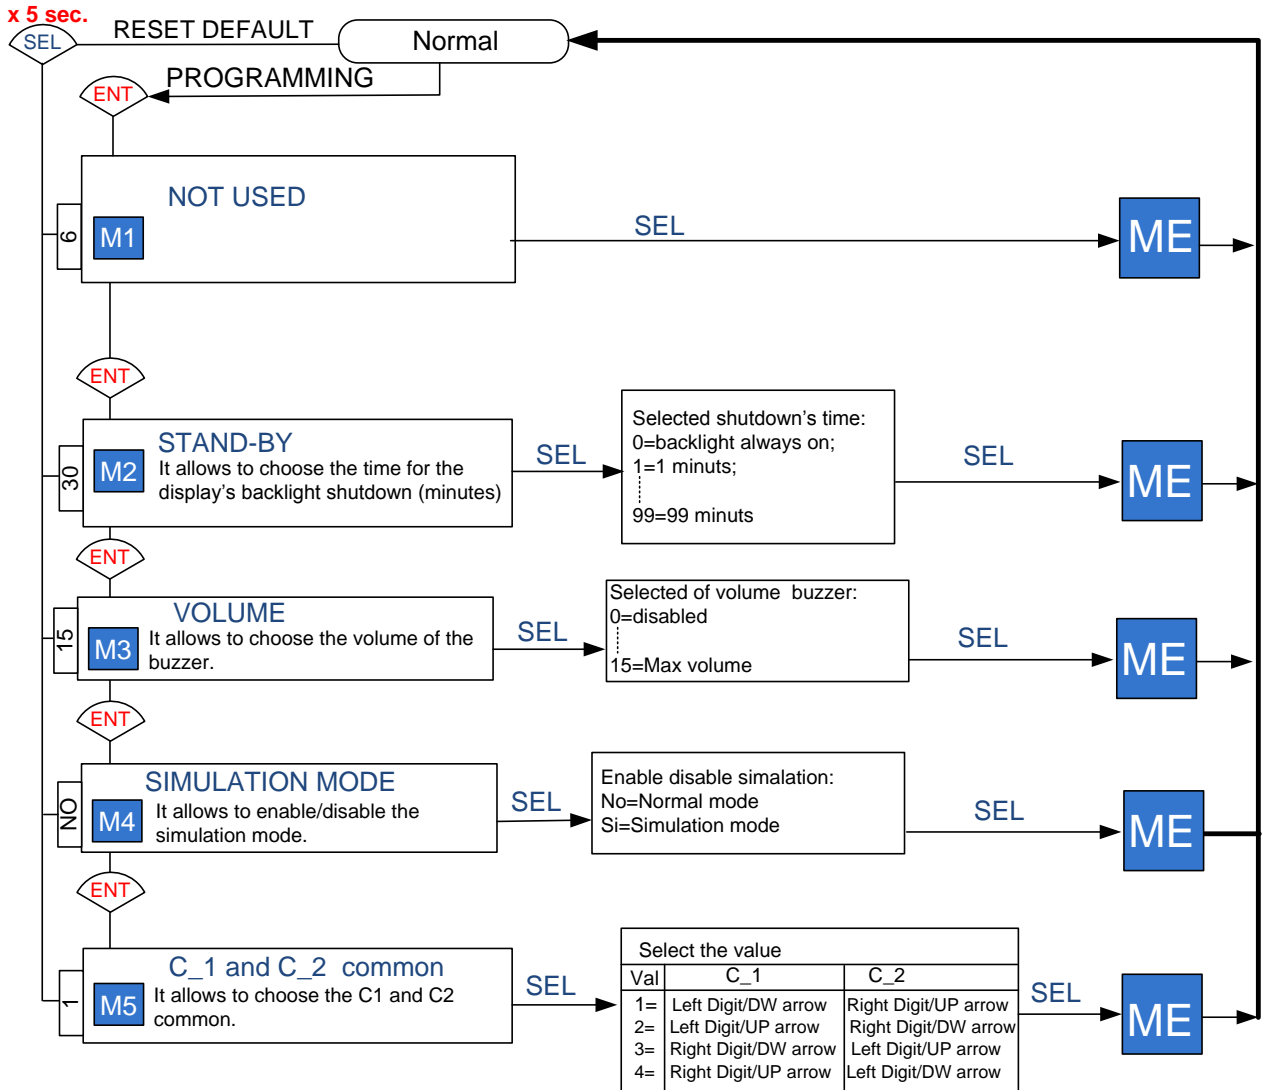 x 5 sec.
SEL
RESET DEFAULT
Normal
PROGRAMMING
ENT
NOT USED
6
M1
SEL
ME
ENT
STAND-BY
30
M2
It allows to choose the time for the
display's backlight shutdown (minutes)
SEL
Selected shutdown's time:
0=backlight always on;
1=1 minuts;
99=99 minuts
SEL
ME
ENT
VOLUME
15
M3
It allows to choose the volume of the
buzzer.
SEL
Selected of volume buzzer:
0=disabled
15=Max volume
SEL
ME
ENT
SIMULATION MODE
NO
M4
It allows to enable/disable the
simulation mode.
SEL
Enable disable simalation:
No=Normal mode
Si=Simulation mode
SEL
ME
ENT
C_1 and C_2 common
1
M5
It allows to choose the C1 and C2
common.
SEL
Select the value
Val C_1 C_2
1= Left Digit/DW arrow Right Digit/UP arrow
2= Left Digit/UP arrow Right Digit/DW arrow
3= Right Digit/DW arrow Left Digit/UP arrow
4= Right Digit/UP arrow Left Digit/DW arrow
SEL
ME